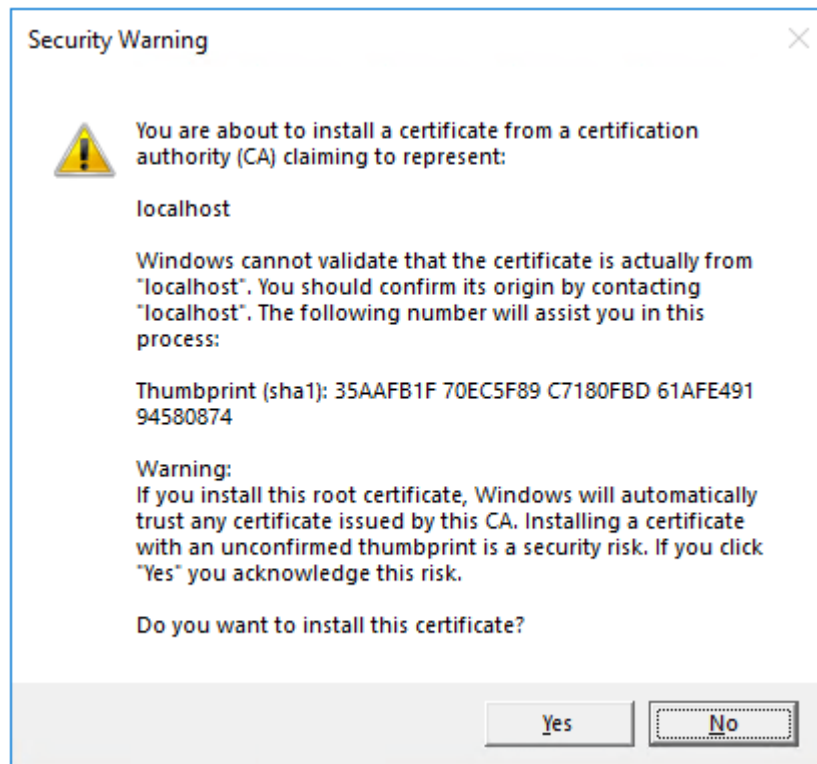 Security Warning
You are about to install a certificate from a certification
authority (CA) claiming to represent:
localhost
Windows cannot validate that the certificate is actually from
"localhost". You should confirm its origin by contacting
"localhost". The following number will assist you in this
process:
Thumbprint (sha1): 35AAFB1F 70EC5F89 C7180FBD 61AFE491
94580874
Warning:
If you install this root certificate, Windows will automatically
trust any certificate issued by this CA. Installing a certificate
with an unconfirmed thumbprint is a security risk. If you click
"Yes" you acknowledge this risk.
Do you want to install this certificate?
Yes No